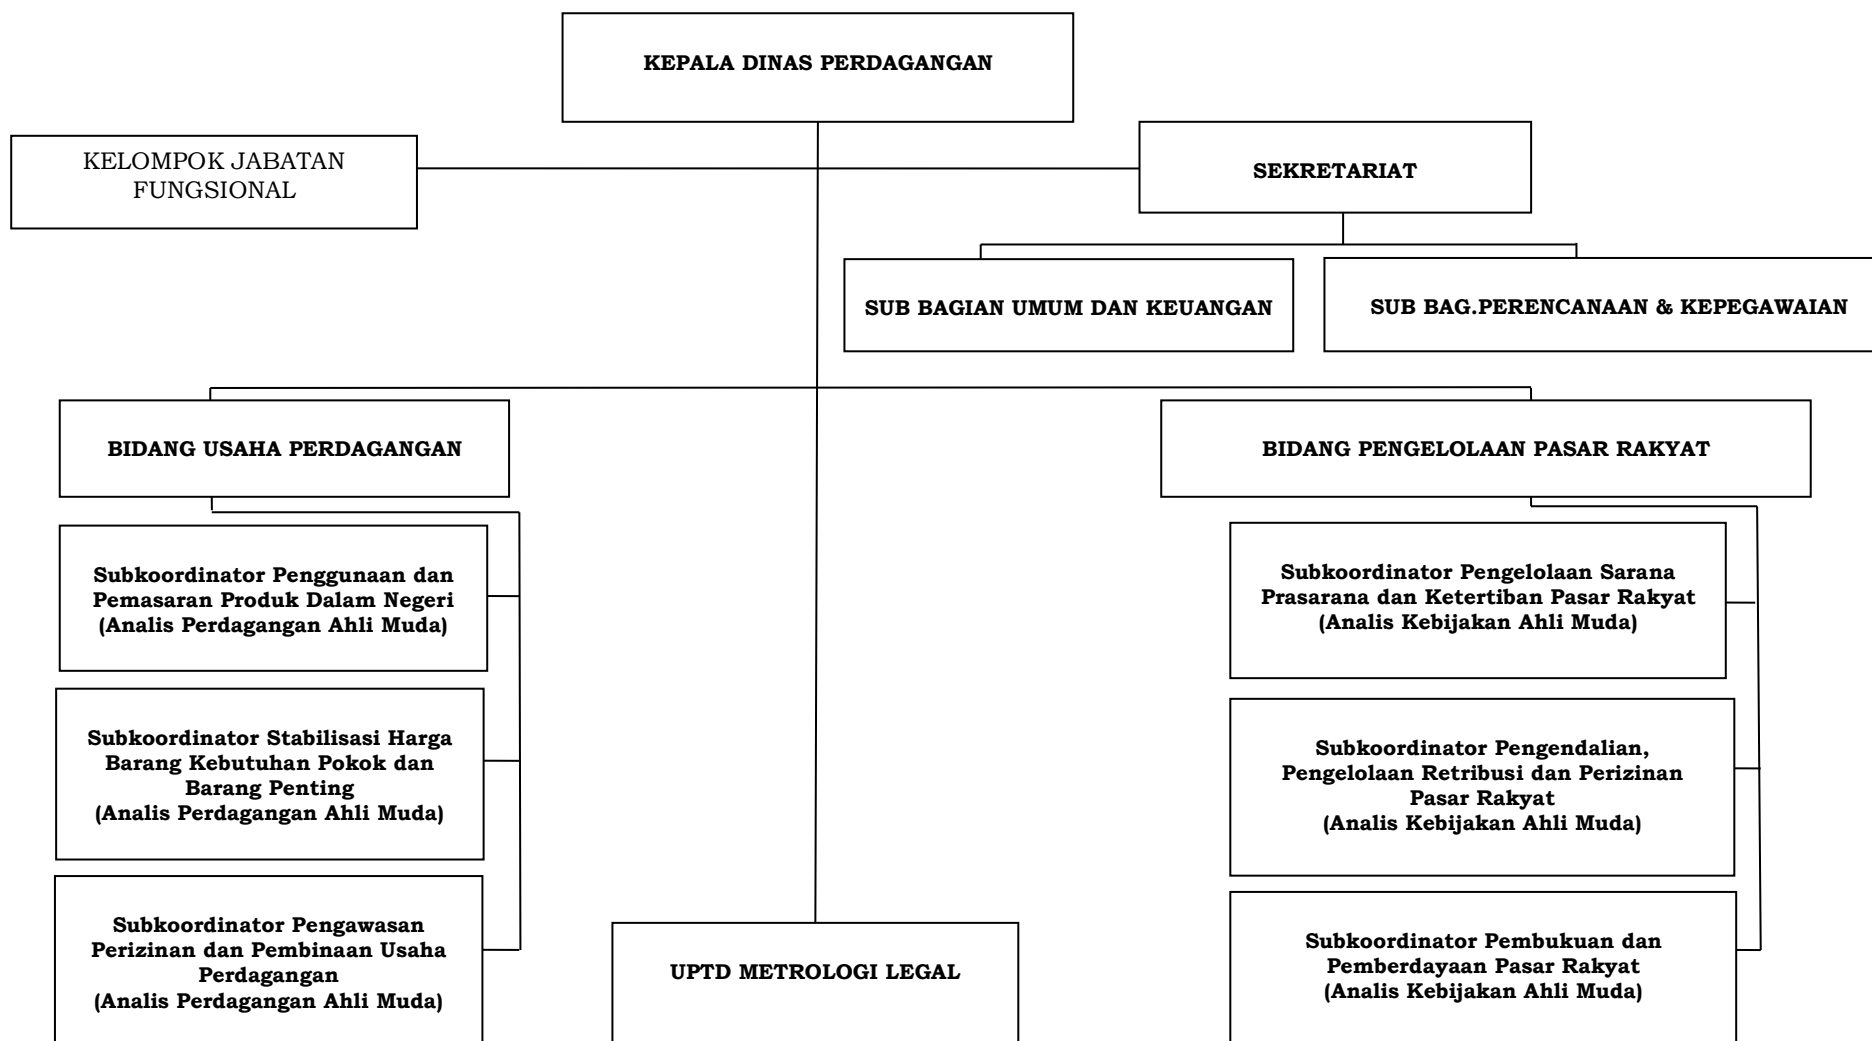 KEPALA DINAS PERDAGANGAN
KELOMPOK JABATAN
FUNGSIONAL
SEKRETARIAT
SUB BAGIAN UMUM DAN KEUANGAN
SUB BAG.PERENCANAAN & KEPEGAWAIAN
BIDANG USAHA PERDAGANGAN
BIDANG PENGELOLAAN PASAR RAKYAT
Subkoordinator Penggunaan dan
Pemasaran Produk Dalam Negeri
(Analis Perdagangan Ahli Muda)
Subkoordinator Stabilisasi Harga
Barang Kebutuhan Pokok dan
Barang Penting
(Analis Perdagangan Ahli Muda)
Subkoordinator Pengawasan
Perizinan dan Pembinaan Usaha
Perdagangan
(Analis Perdagangan Ahli Muda)
UPTD METROLOGI LEGAL
Subkoordinator Pengelolaan Sarana
Prasarana dan Ketertiban Pasar Rakyat
(Analis Kebijakan Ahli Muda)
Subkoordinator Pengendalian,
Pengelolaan Retribusi dan Perizinan
Pasar Rakyat
(Analis Kebijakan Ahli Muda)
Subkoordinator Pembukuan dan
Pemberdayaan Pasar Rakyat
(Analis Kebijakan Ahli Muda)